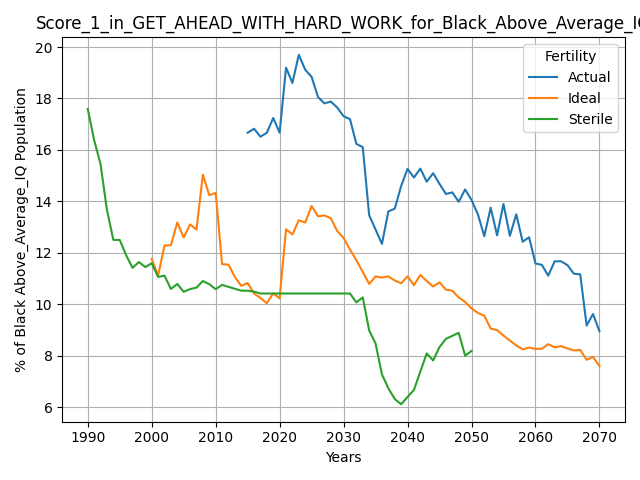 Score_1_in_GET_AHEAD_WITH_HARD_WORK_for_Black_Above_Average_IQ
Fertility
Actual
Ideal
Sterile
% of Black Above_Average_IQ Population
20
18
16
14
12
10
8
6
1990 2000 2010 2020 2030 2040 2050 2060 2070
Years